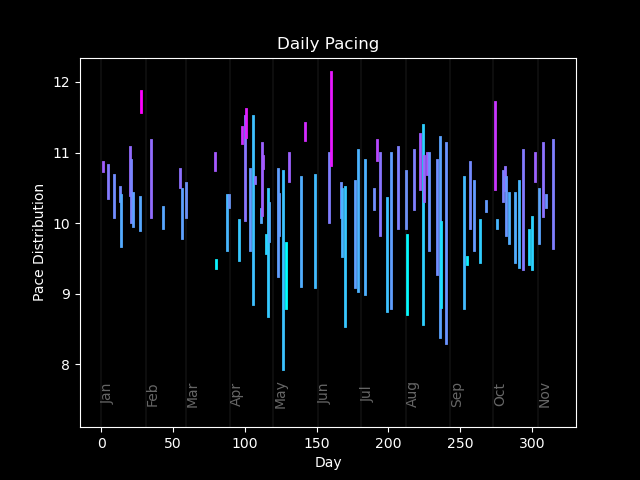 Daily Pacing
Pace Distribution
12
11
10
9
8
Jan
Feb
Mar
Apr
May
Jun
Jul
Aug
Sep
Oct
Nov
0
50
100
150
200
250
300
Day